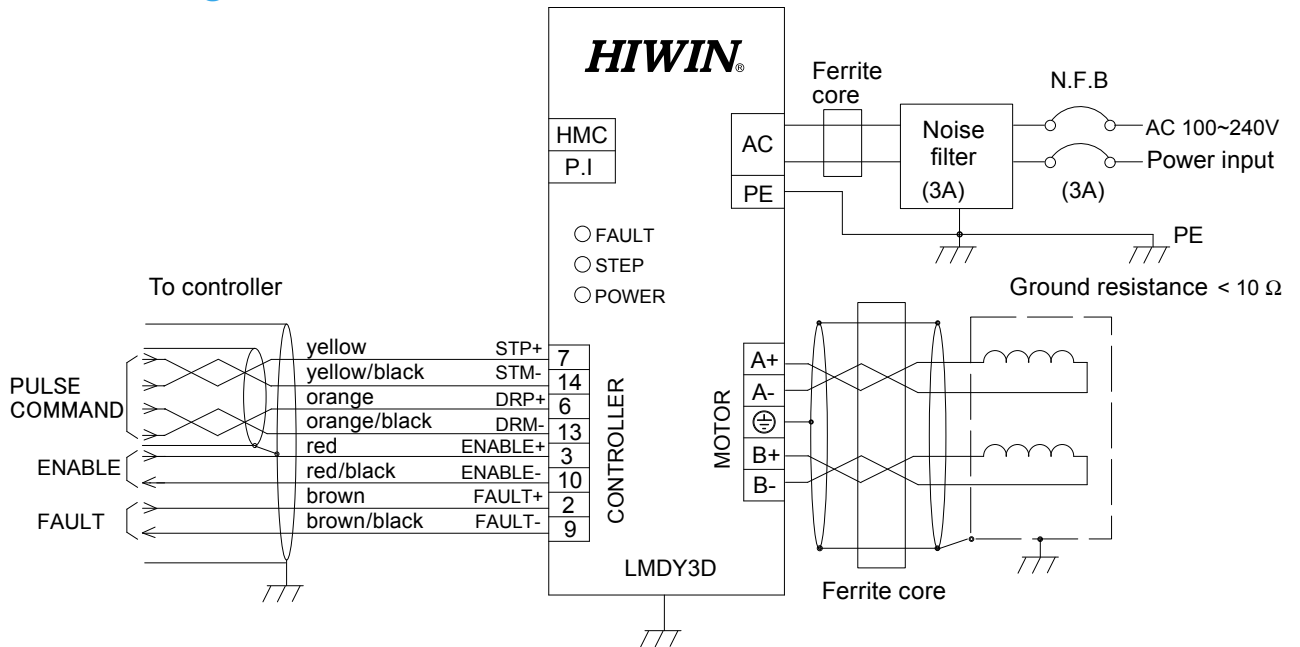 HIWIN®
Ferrite
core
N.F.B
HMC
P.I
AC
PE
Noise
filter
(3A)
(3A)
AC 100~240V
Power input
PE
FAULT
STEP
POWER
Ground resistance < 10 Ω
To controller
PULSE
COMMAND
ENABLE
FAULT
yellow STP+ 7
yellow/black STM- 14
orange DRP+ 6
orange/black DRM- 13
red ENABLE+ 3
red/black ENABLE- 10
brown FAULT+ 2
brown/black FAULT- 9
CONTROLLER
MOTOR
A+
A-
B+
B-
LMDY3D
Ferrite core